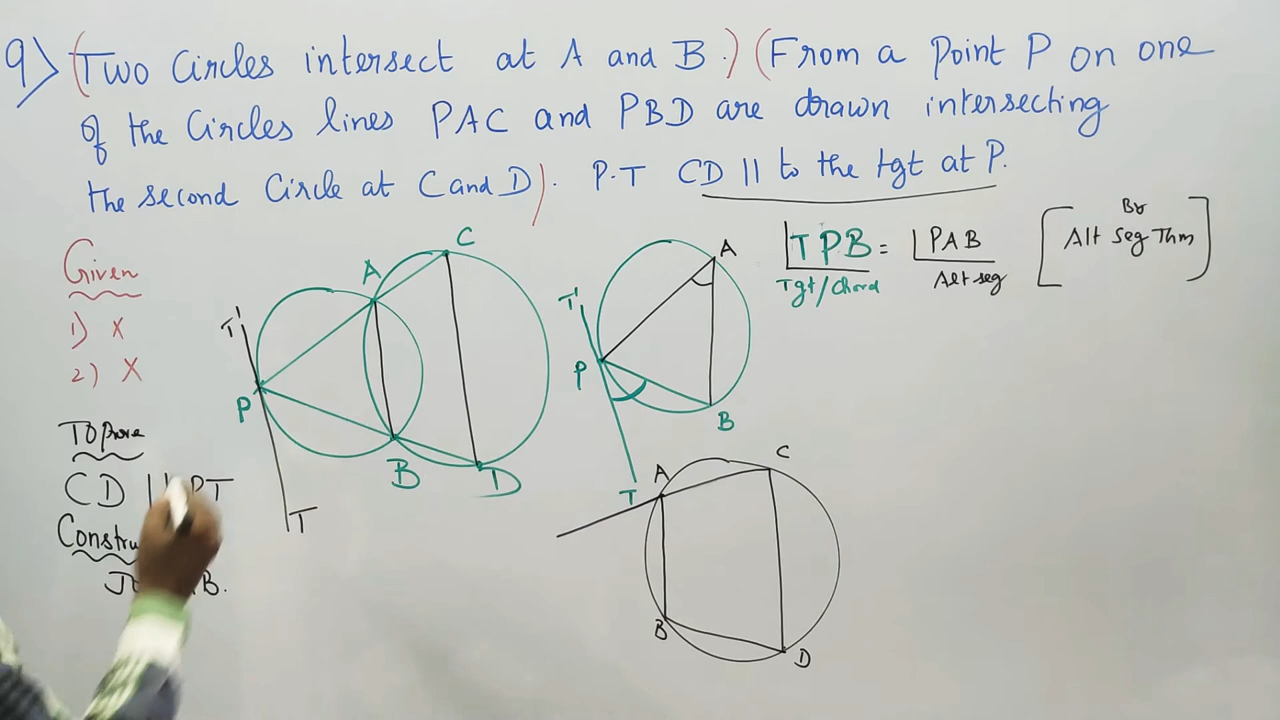 9) (Two Circles intersect at A and B.) (From a Point P on one
of the Circles lines PAC and PBD are drawn intersecting
the second Circle at C and D). P.T CD || to the tgt at P.
Given
1) X
2) X
To Prove
CD || PT
AB.
T' A C
P B D
T
T' A
P B
T
A C
B D
∠TPB = ∠PAB [By Alt Seg Thm]
Tgt/Chord Alt seg